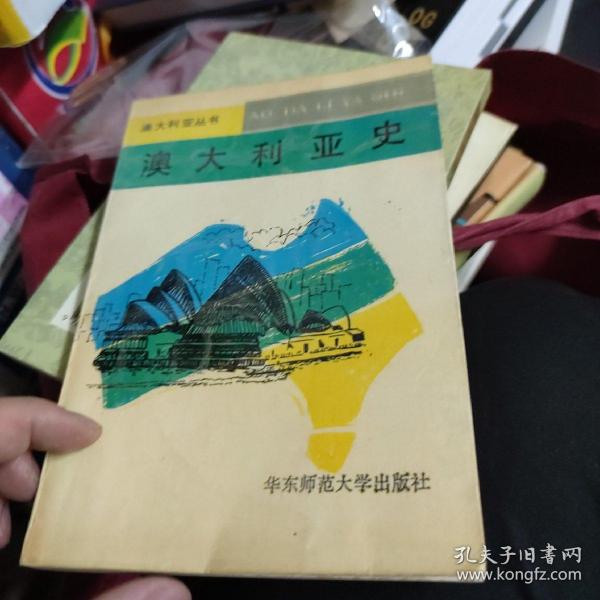 澳大利亚丛书
AO DA LI YA SHI
澳大利亚史
华东师范大学出版社
孔夫子旧书网
www.kongfz.com
OG